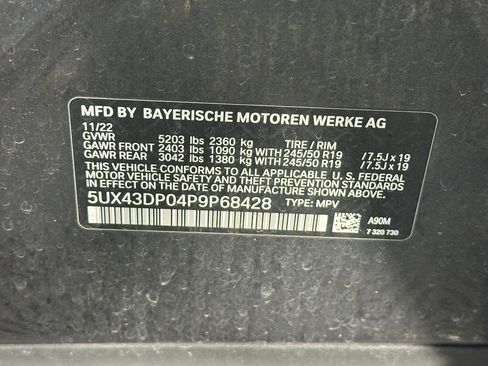 MFD BY BAYERISCHE MOTOREN WERKE AG
11/22
GVWR 5203 lbs 2360 kg TIRE / RIM
GAWR FRONT 2403 lbs 1090 kg WITH 245/50 R19 /7.5J x 19
GAWR REAR 3042 lbs 1380 kg WITH 245/50 R19 /7.5J x 19
THIS VEHICLE CONFORMS TO ALL APPLICABLE U. S. FEDERAL
MOTOR VEHICLE SAFETY STANDARDS IN EFFECT ON
THE DATE OF MANUFACTURE SHOWN ABOVE.
5UX43DP04P9P68428 TYPE: MPV
A90M
7 320 730